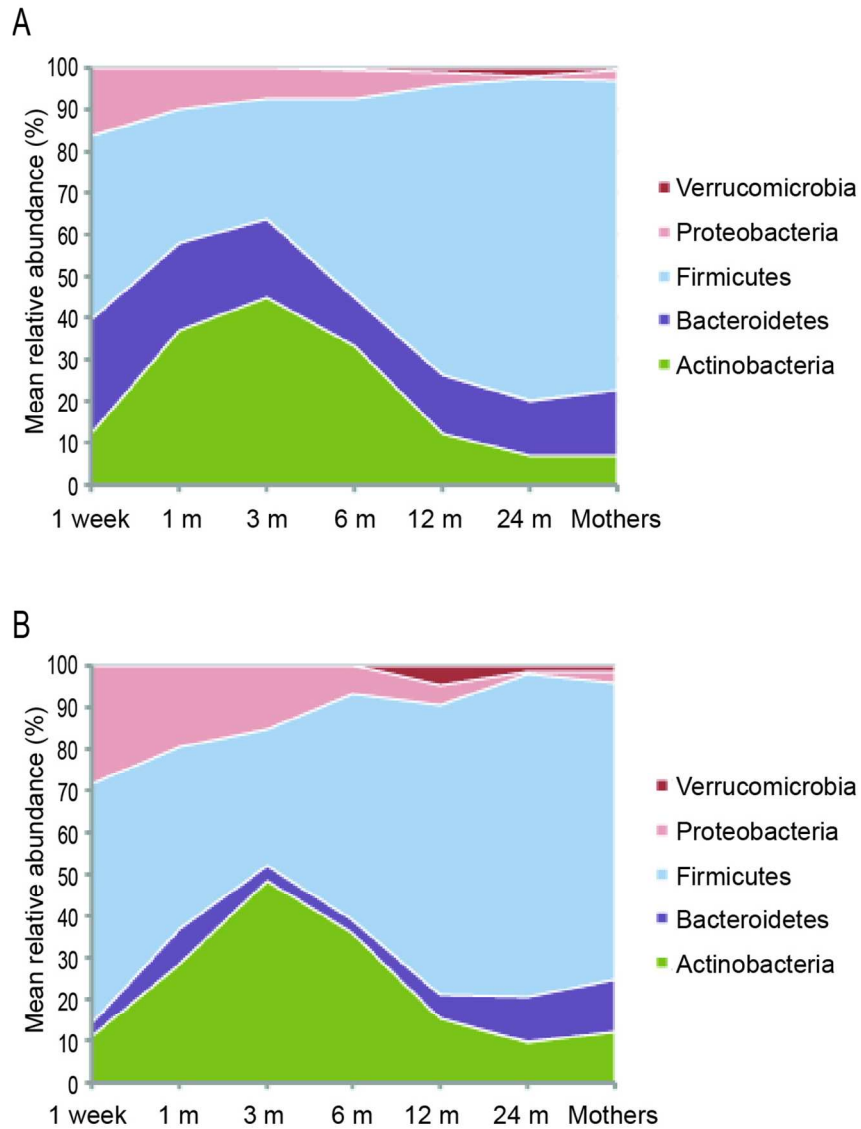 A
Mean relative abundance (%)
100
90
80
70
60
50
40
30
20
10
0
1 week 1 m 3 m 6 m 12 m 24 m Mothers
Verrucomicrobia
Proteobacteria
Firmicutes
Bacteroidetes
Actinobacteria
B
Mean relative abundance (%)
100
90
80
70
60
50
40
30
20
10
0
1 week 1 m 3 m 6 m 12 m 24 m Mothers
Verrucomicrobia
Proteobacteria
Firmicutes
Bacteroidetes
Actinobacteria